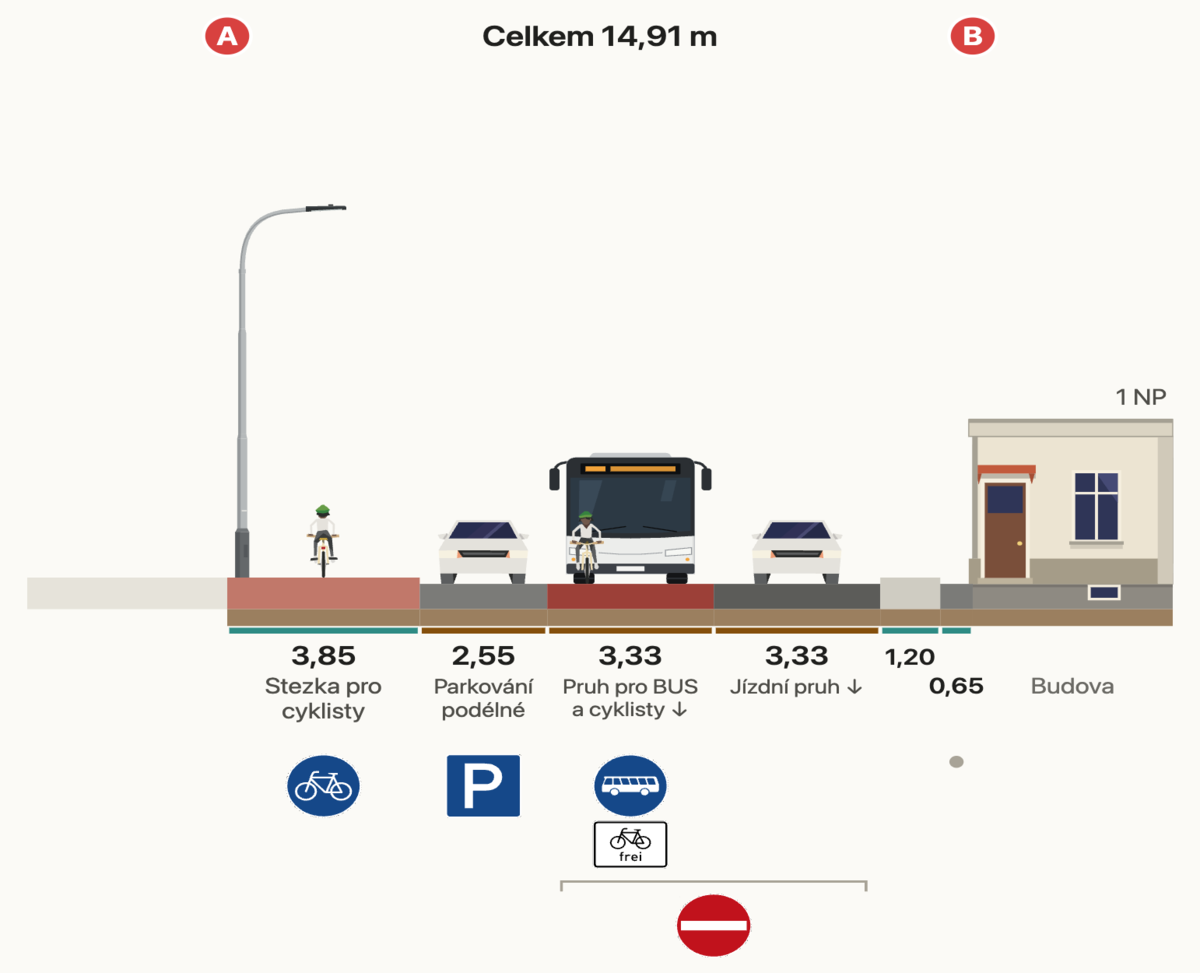 A
Celkem 14,91 m
B
1 NP
3,85
2,55
3,33
3,33
1,20
0,65
Stezka pro
cyklisty
Parkování
podélné
Pruh pro BUS
a cyklisty ↓
Jízdní pruh ↓
Budova
P
frei